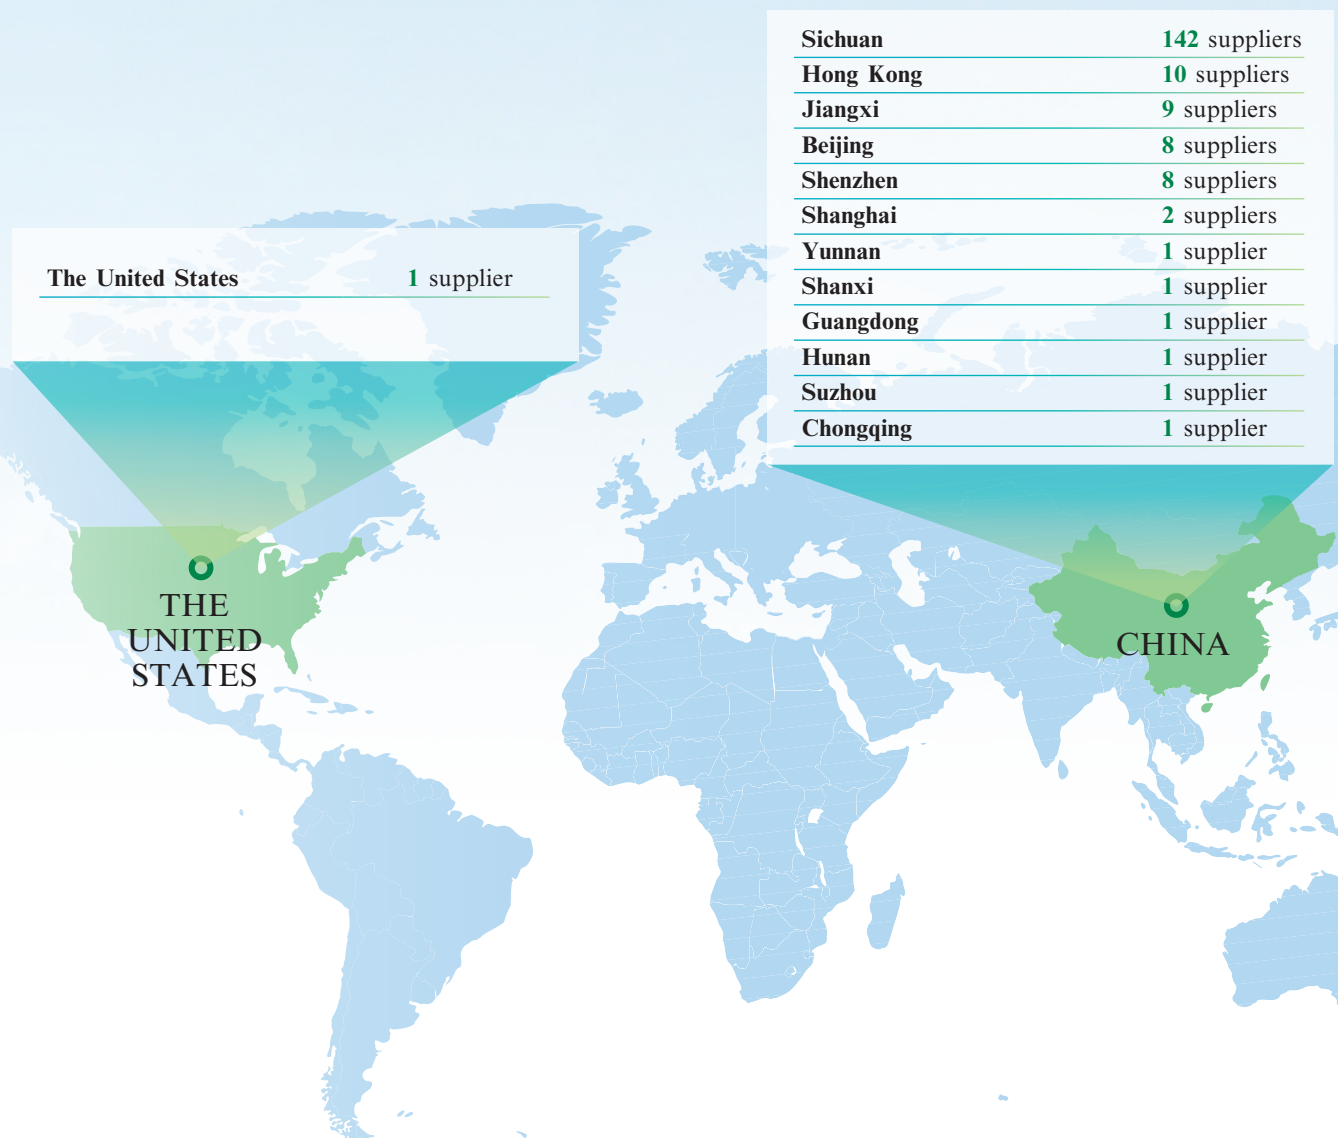 Sichuan 142 suppliers
Hong Kong 10 suppliers
Jiangxi 9 suppliers
Beijing 8 suppliers
Shenzhen 8 suppliers
Shanghai 2 suppliers
Yunnan 1 supplier
Shanxi 1 supplier
Guangdong 1 supplier
Hunan 1 supplier
Suzhou 1 supplier
Chongqing 1 supplier
The United States 1 supplier
THE
UNITED
STATES
CHINA